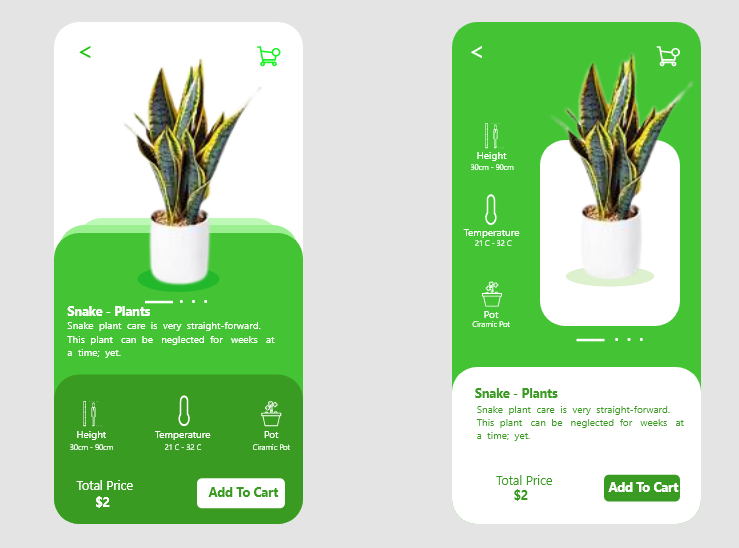 <
Snake - Plants
Snake plant care is very straight-forward.
This plant can be neglected for weeks at
a time; yet.
Height
30cm - 90cm
Temperature
21 C - 32 C
Pot
Ciramic Pot
Total Price
$2
Add To Cart
<
Height
30cm - 90cm
Temperature
21 C - 32 C
Pot
Ciramic Pot
Snake - Plants
Snake plant care is very straight-forward.
This plant can be neglected for weeks at
a time; yet.
Total Price
$2
Add To Cart